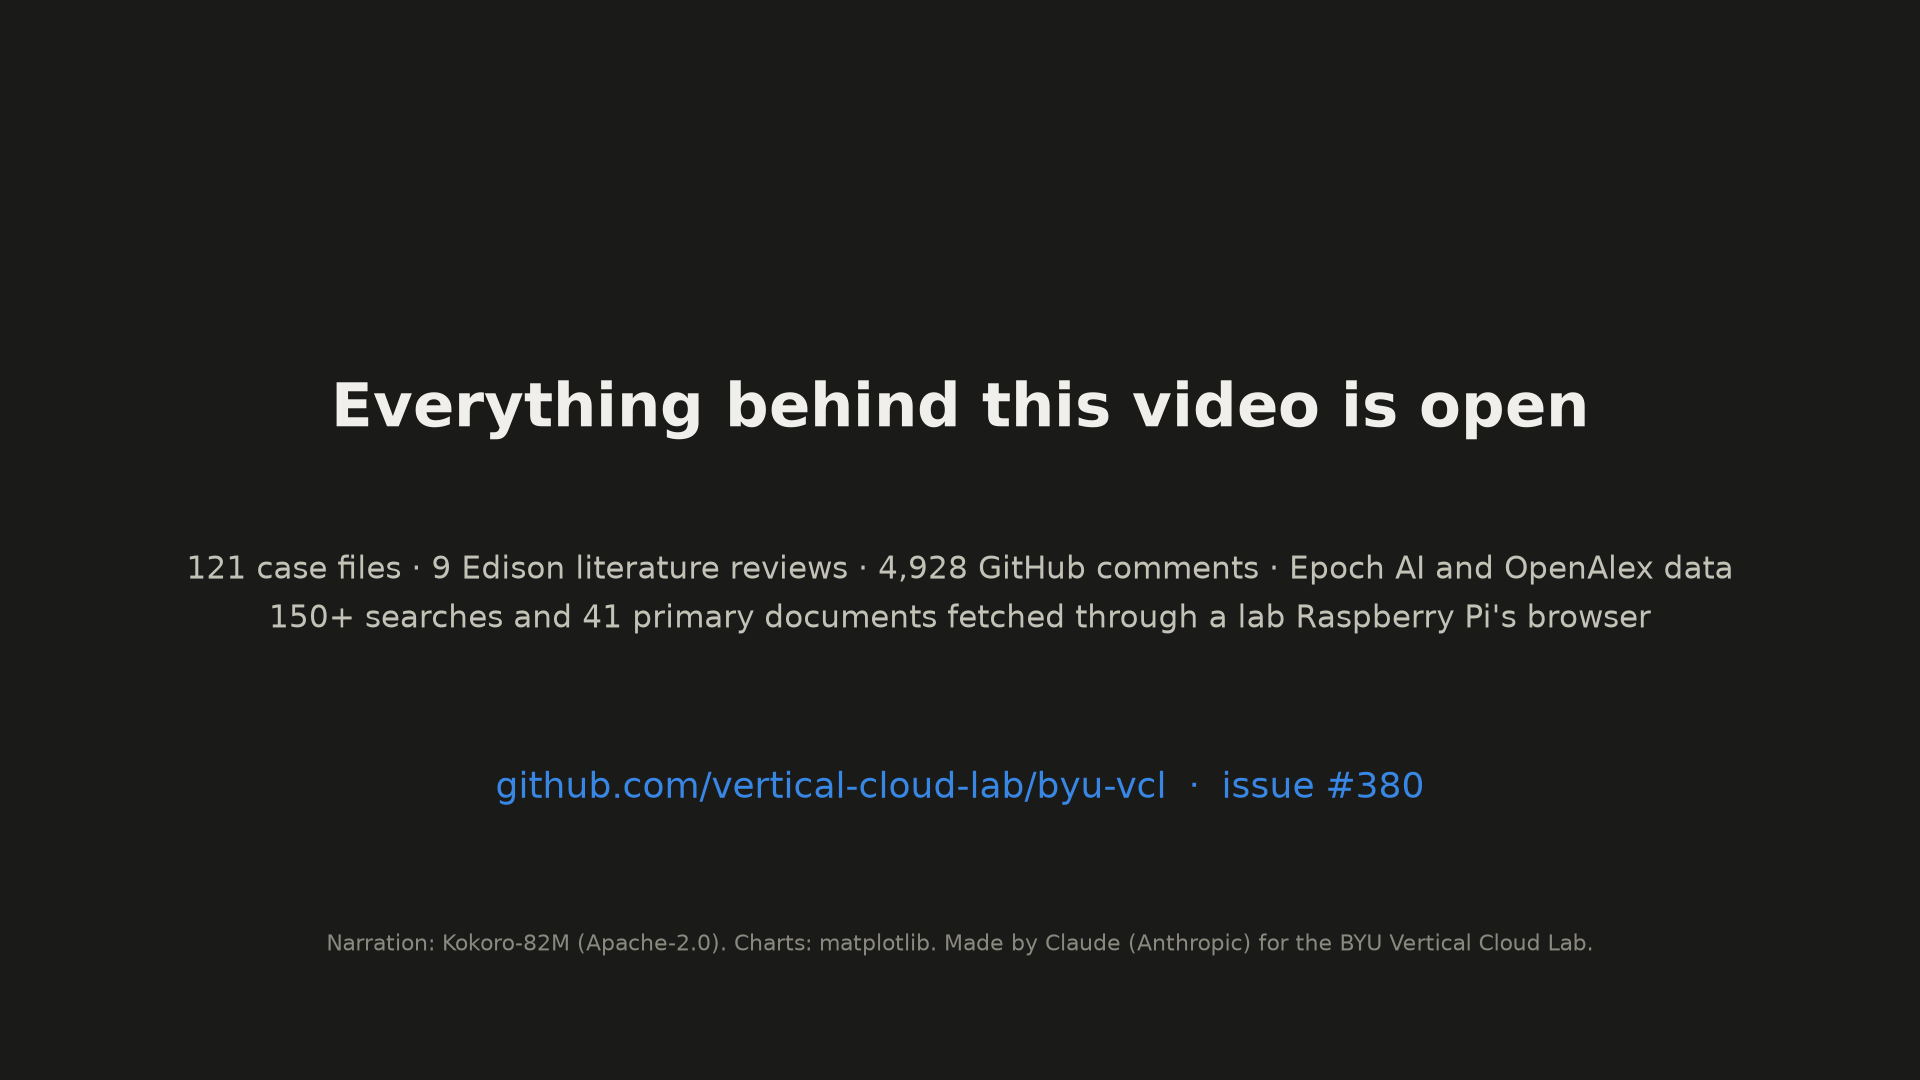 Everything behind this video is open
121 case files · 9 Edison literature reviews · 4,928 GitHub comments · Epoch AI and OpenAlex data
150+ searches and 41 primary documents fetched through a lab Raspberry Pi's browser
github.com/vertical-cloud-lab/byu-vcl · issue #380
Narration: Kokoro-82M (Apache-2.0). Charts: matplotlib. Made by Claude (Anthropic) for the BYU Vertical Cloud Lab.